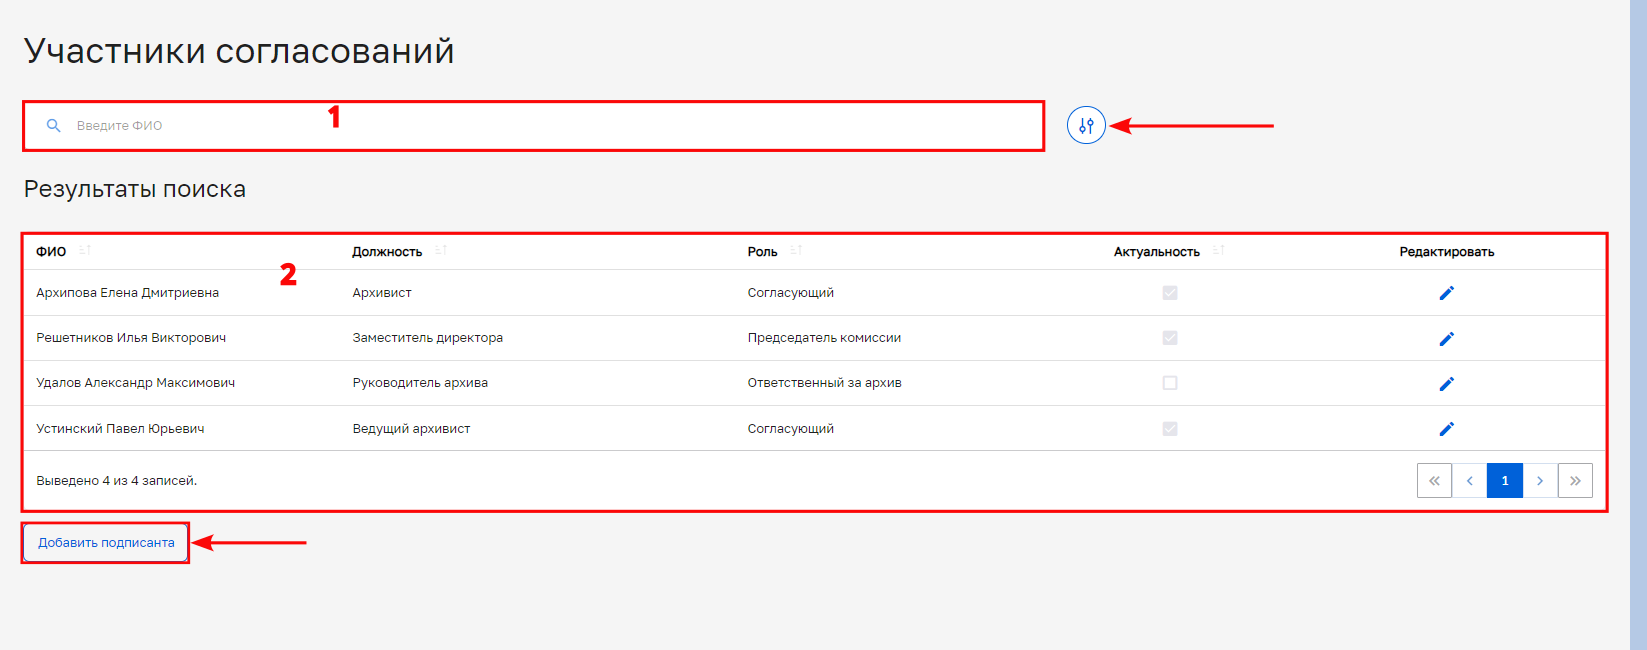 Участники согласований
1
Введите ФИО
Результаты поиска
ФИО Должность Роль Актуальность Редактировать
2
Архипова Елена Дмитриевна Архивист Согласующий
Решетников Илья Викторович Заместитель директора Председатель комиссии
Удалов Александр Максимович Руководитель архива Ответственный за архив
Устинский Павел Юрьевич Ведущий архивист Согласующий
Выведено 4 из 4 записей. « ‹ 1 › »
Добавить подписанта